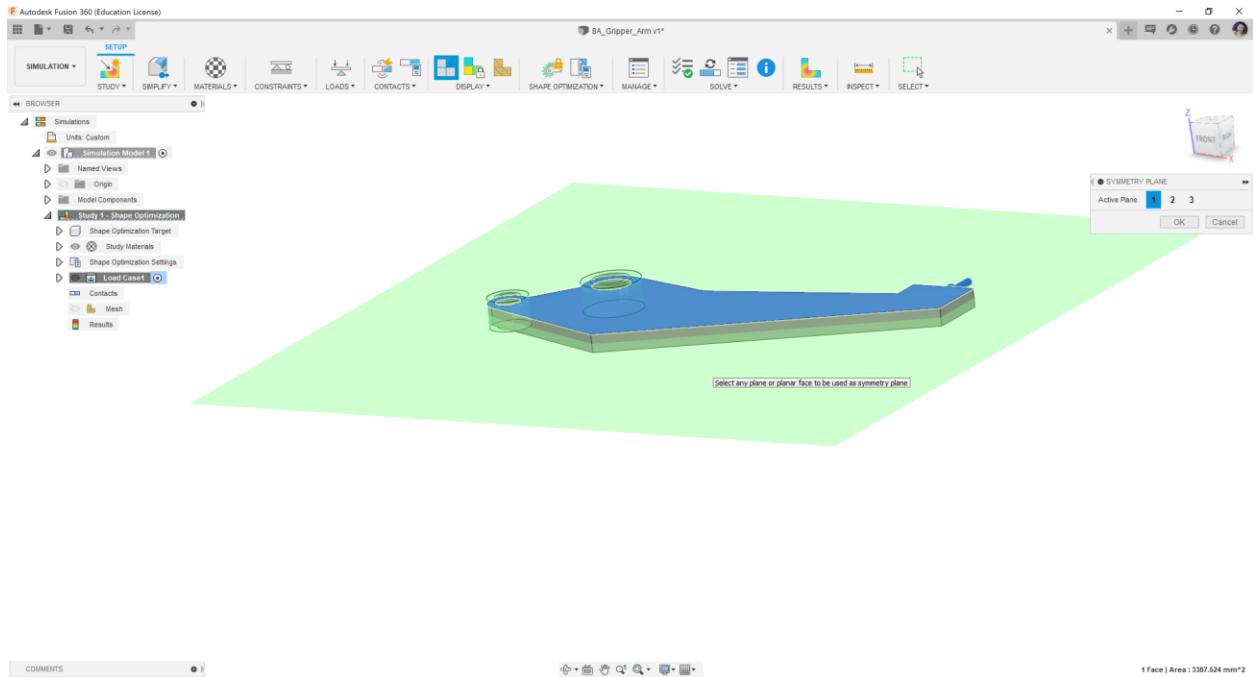 Autodesk Fusion 360 (Education License)
8A_Gripper_Arm v1*
SETUP
SIMULATION
STUDY
SIMPLIFY
MATERIALS
CONSTRAINTS
LOADS
CONTACTS
DISPLAY
SHAPE OPTIMIZATION
MANAGE
SOLVE
RESULTS
INSPECT
SELECT
BROWSER
Simulations
Units: Custom
Simulation Model 1
Named Views
Origin
Model Components
Study 1 - Shape Optimization
Shape Optimization Target
Study Materials
Shape Optimization Settings
Load Case1
Contacts
Mesh
Results
Z
FRONT
X
SYMMETRY PLANE
Active Plane 1 2 3
OK Cancel
Select any plane or planar face to be used as symmetry plane
COMMENTS
1 Face | Area : 3387.524 mm^2